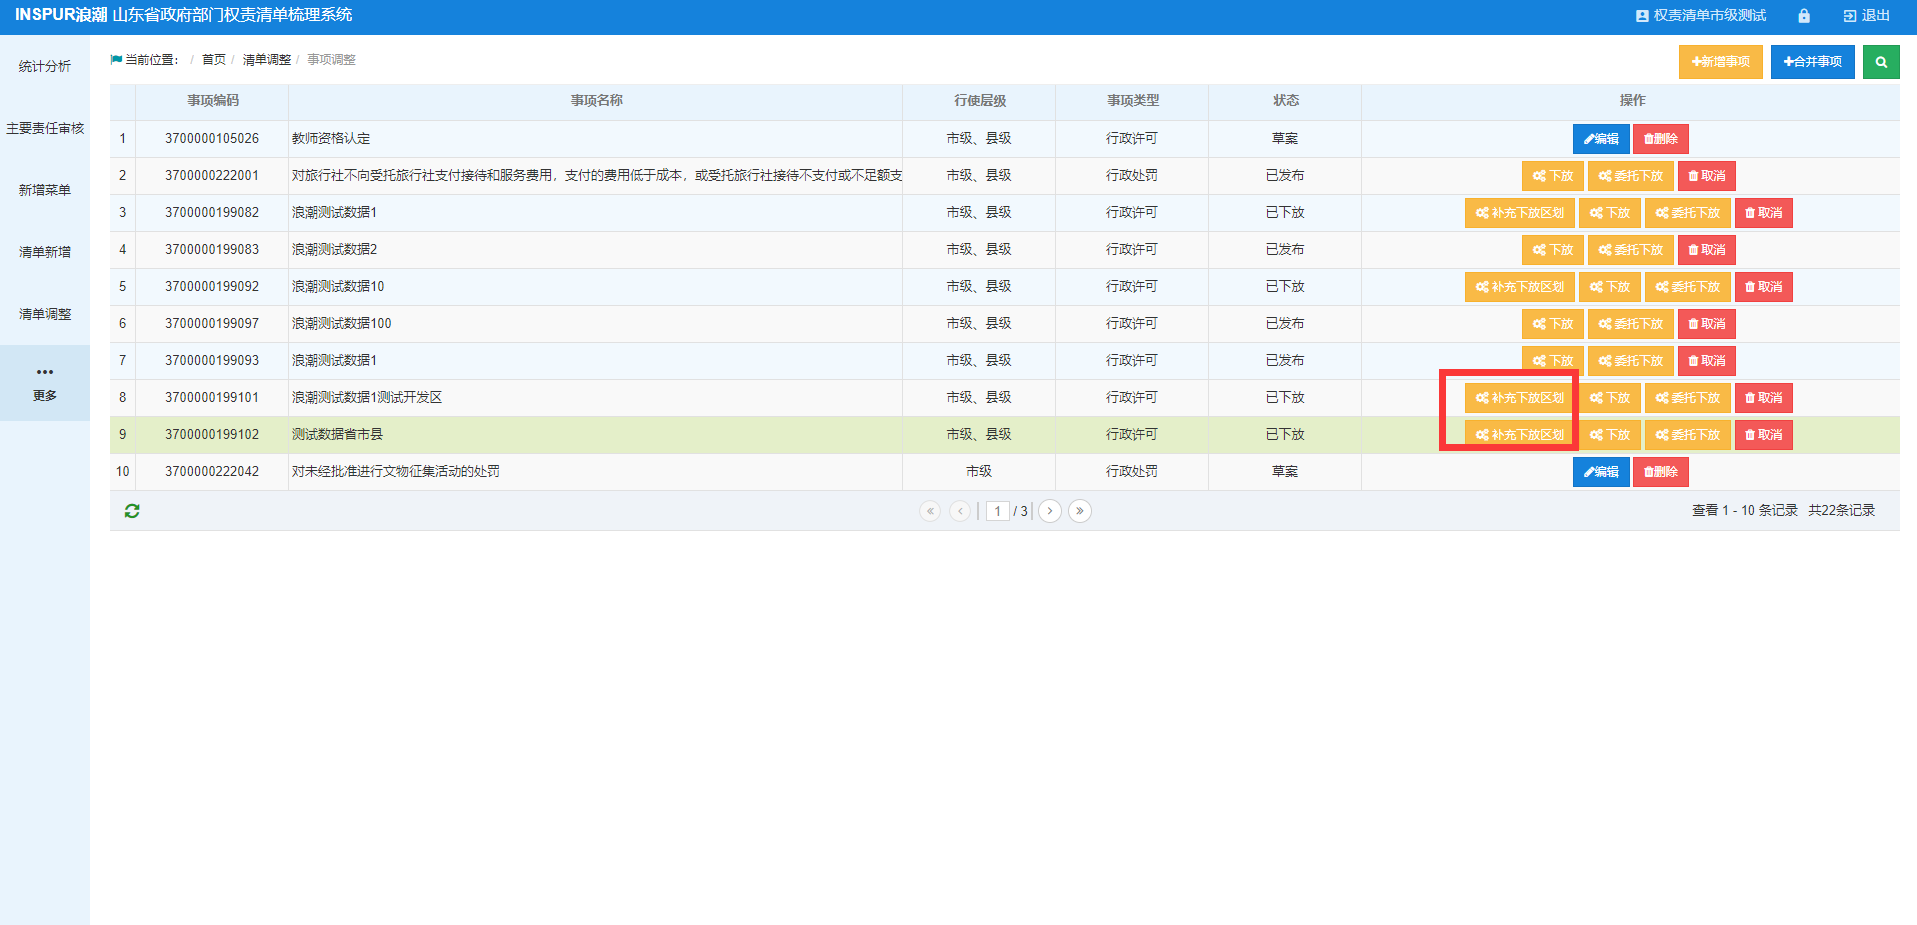 INSPUR浪潮 山东省政府部门权责清单梳理系统 权责清单市级测试 退出
统计分析
主要责任审核
新增菜单
清单新增
清单调整
更多
当前位置： / 首页 / 清单调整 / 事项调整
新增事项 合并事项
事项编码 事项名称 行使层级 事项类型 状态 操作
1 3700000105026 教师资格认定 市级、县级 行政许可 草案 编辑 删除
2 3700000222001 对旅行社不向受托旅行社支付接待和服务费用，支付的费用低于成本，或受托旅行社接待不支付或不足额支 市级、县级 行政处罚 已发布 下放 委托下放 取消
3 3700000199082 浪潮测试数据1 市级、县级 行政许可 已下放 补充下放区划 下放 委托下放 取消
4 3700000199083 浪潮测试数据2 市级、县级 行政许可 已发布 下放 委托下放 取消
5 3700000199092 浪潮测试数据10 市级、县级 行政许可 已下放 补充下放区划 下放 委托下放 取消
6 3700000199097 浪潮测试数据100 市级、县级 行政许可 已发布 下放 委托下放 取消
7 3700000199093 浪潮测试数据1 市级、县级 行政许可 已发布 下放 委托下放 取消
8 3700000199101 浪潮测试数据1测试开发区 市级、县级 行政许可 已下放 补充下放区划 下放 委托下放 取消
9 3700000199102 测试数据省市县 市级、县级 行政许可 已下放 补充下放区划 下放 委托下放 取消
10 3700000222042 对未经批准进行文物征集活动的处罚 市级 行政处罚 草案 编辑 删除
1 / 3 查看 1 - 10 条记录 共22条记录